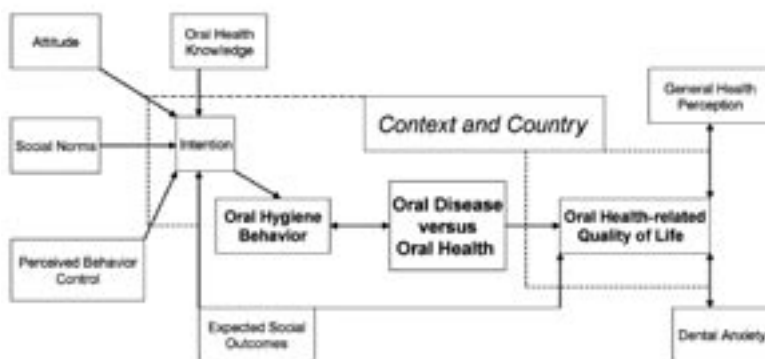 Attitude
Oral Health
Knowledge
General Health
Perception
Context and Country
Social Norms
Intention
Oral Hygiene
Behavior
Oral Disease
versus
Oral Health
Oral Health-related
Quality of Life
Perceived Behavior
Control
Expected Social
Outcomes
Dental Anxiety